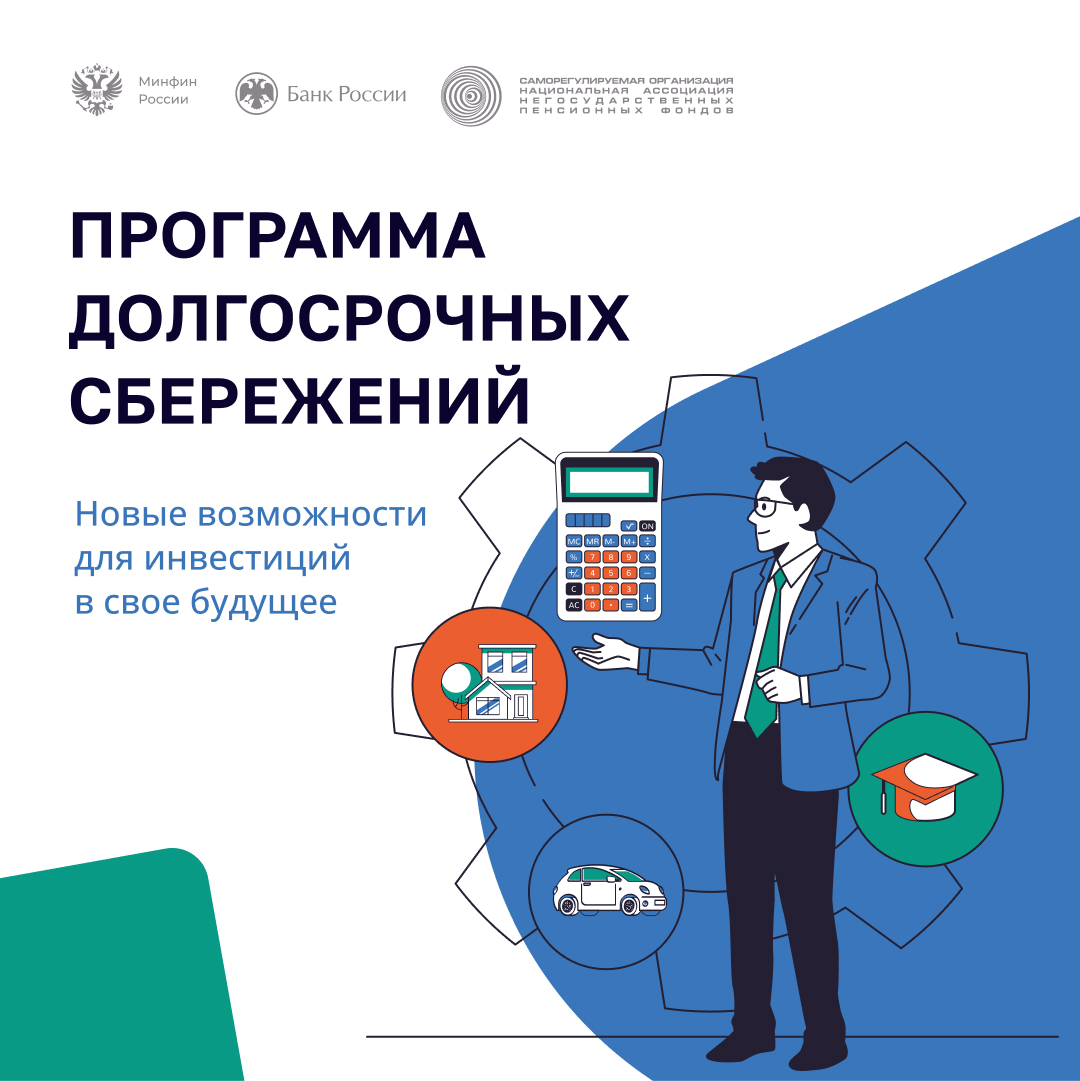 Минфин
России
Банк России
САМОРЕГУЛИРУЕМАЯ ОРГАНИЗАЦИЯ
НАЦИОНАЛЬНАЯ АССОЦИАЦИЯ
НЕГОСУДАРСТВЕННЫХ
ПЕНСИОННЫХ ФОНДОВ
ПРОГРАММА
ДОЛГОСРОЧНЫХ
СБЕРЕЖЕНИЙ
Новые возможности
для инвестиций
в свое будущее
√ ON
MC MR M- M+ ÷
% 7 8 9 X
+/- 4 5 6 −
C 1 2 3 +
AC 0 • =